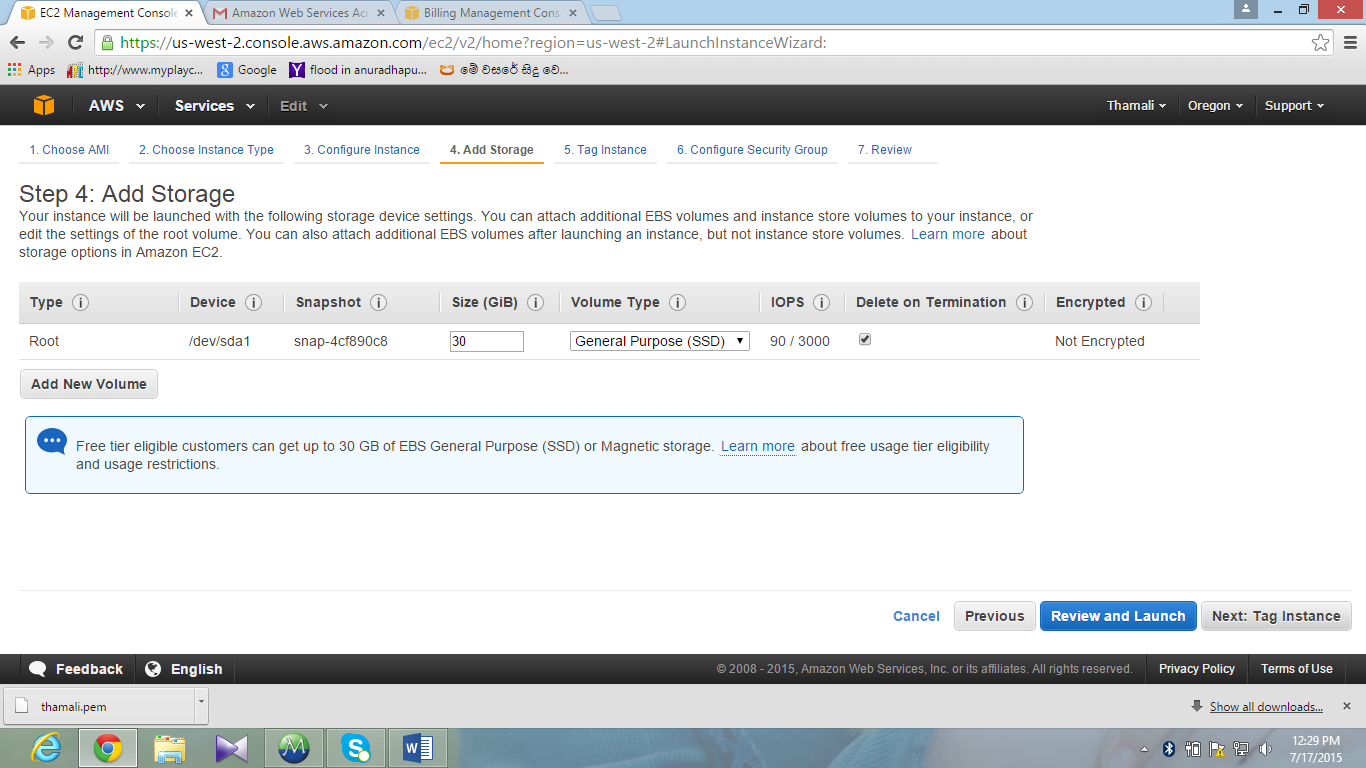 EC2 Management Console
Amazon Web Services Acc
Billing Management Cons
https://us-west-2.console.aws.amazon.com/ec2/v2/home?region=us-west-2#LaunchInstanceWizard:
Apps
http://www.myplayc...
Google
flood in anuradhapu...
මේ වසරේ සිදු වෙ...
AWS
Services
Edit
Thamali
Oregon
Support
1. Choose AMI
2. Choose Instance Type
3. Configure Instance
4. Add Storage
5. Tag Instance
6. Configure Security Group
7. Review
Step 4: Add Storage
Your instance will be launched with the following storage device settings. You can attach additional EBS volumes and instance store volumes to your instance, or
edit the settings of the root volume. You can also attach additional EBS volumes after launching an instance, but not instance store volumes. Learn more about
storage options in Amazon EC2.
Type
Device
Snapshot
Size (GiB)
Volume Type
IOPS
Delete on Termination
Encrypted
Root
/dev/sda1
snap-4cf890c8
30
General Purpose (SSD)
90 / 3000
Not Encrypted
Add New Volume
Free tier eligible customers can get up to 30 GB of EBS General Purpose (SSD) or Magnetic storage. Learn more about free usage tier eligibility
and usage restrictions.
Cancel
Previous
Review and Launch
Next: Tag Instance
Feedback
English
© 2008 - 2015, Amazon Web Services, Inc. or its affiliates. All rights reserved.
Privacy Policy
Terms of Use
thamali.pem
Show all downloads...
12:29 PM
7/17/2015